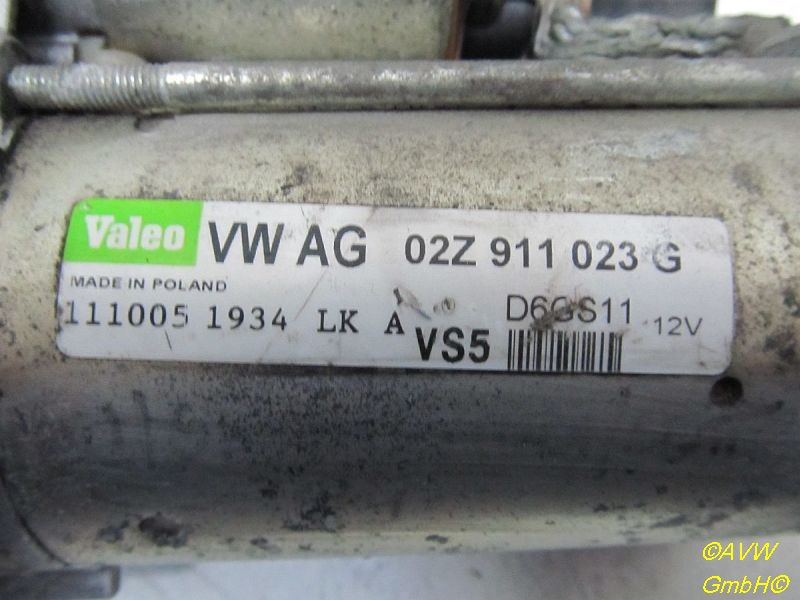 Valeo VW AG 02Z 911 023 G
MADE IN POLAND
111005 1934 LK A VS5 D6GS11 12V
©AVW
GmbH©